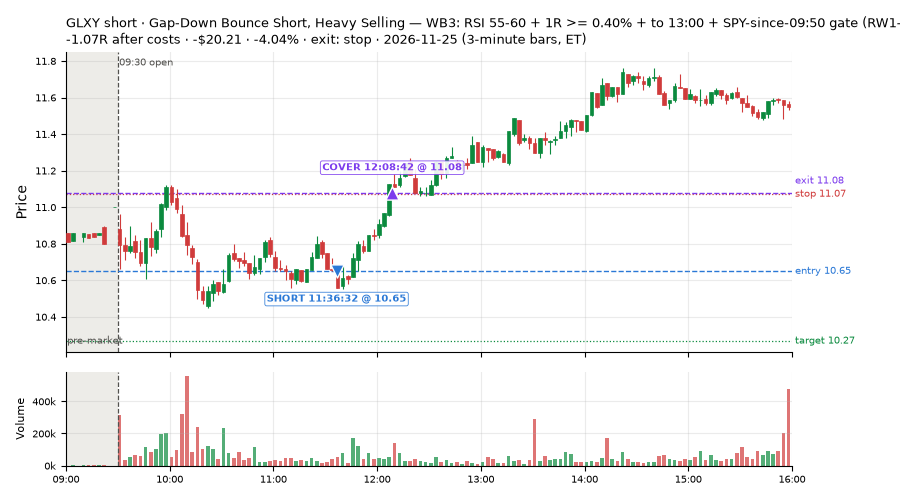 GLXY short · Gap-Down Bounce Short, Heavy Selling — WB3: RSI 55-60 + 1R >= 0.40% + to 13:00 + SPY-since-09:50 gate (RW1-
-1.07R after costs · -$20.21 · -4.04% · exit: stop · 2026-11-25 (3-minute bars, ET)
09:30 open
11.8
11.6
11.4
11.2
11.0
10.8
10.6
10.4
Price
COVER 12:08:42 @ 11.08
exit 11.08
stop 11.07
entry 10.65
SHORT 11:36:32 @ 10.65
pre-market
target 10.27
Volume
400k
200k
0k
09:00
10:00
11:00
12:00
13:00
14:00
15:00
16:00